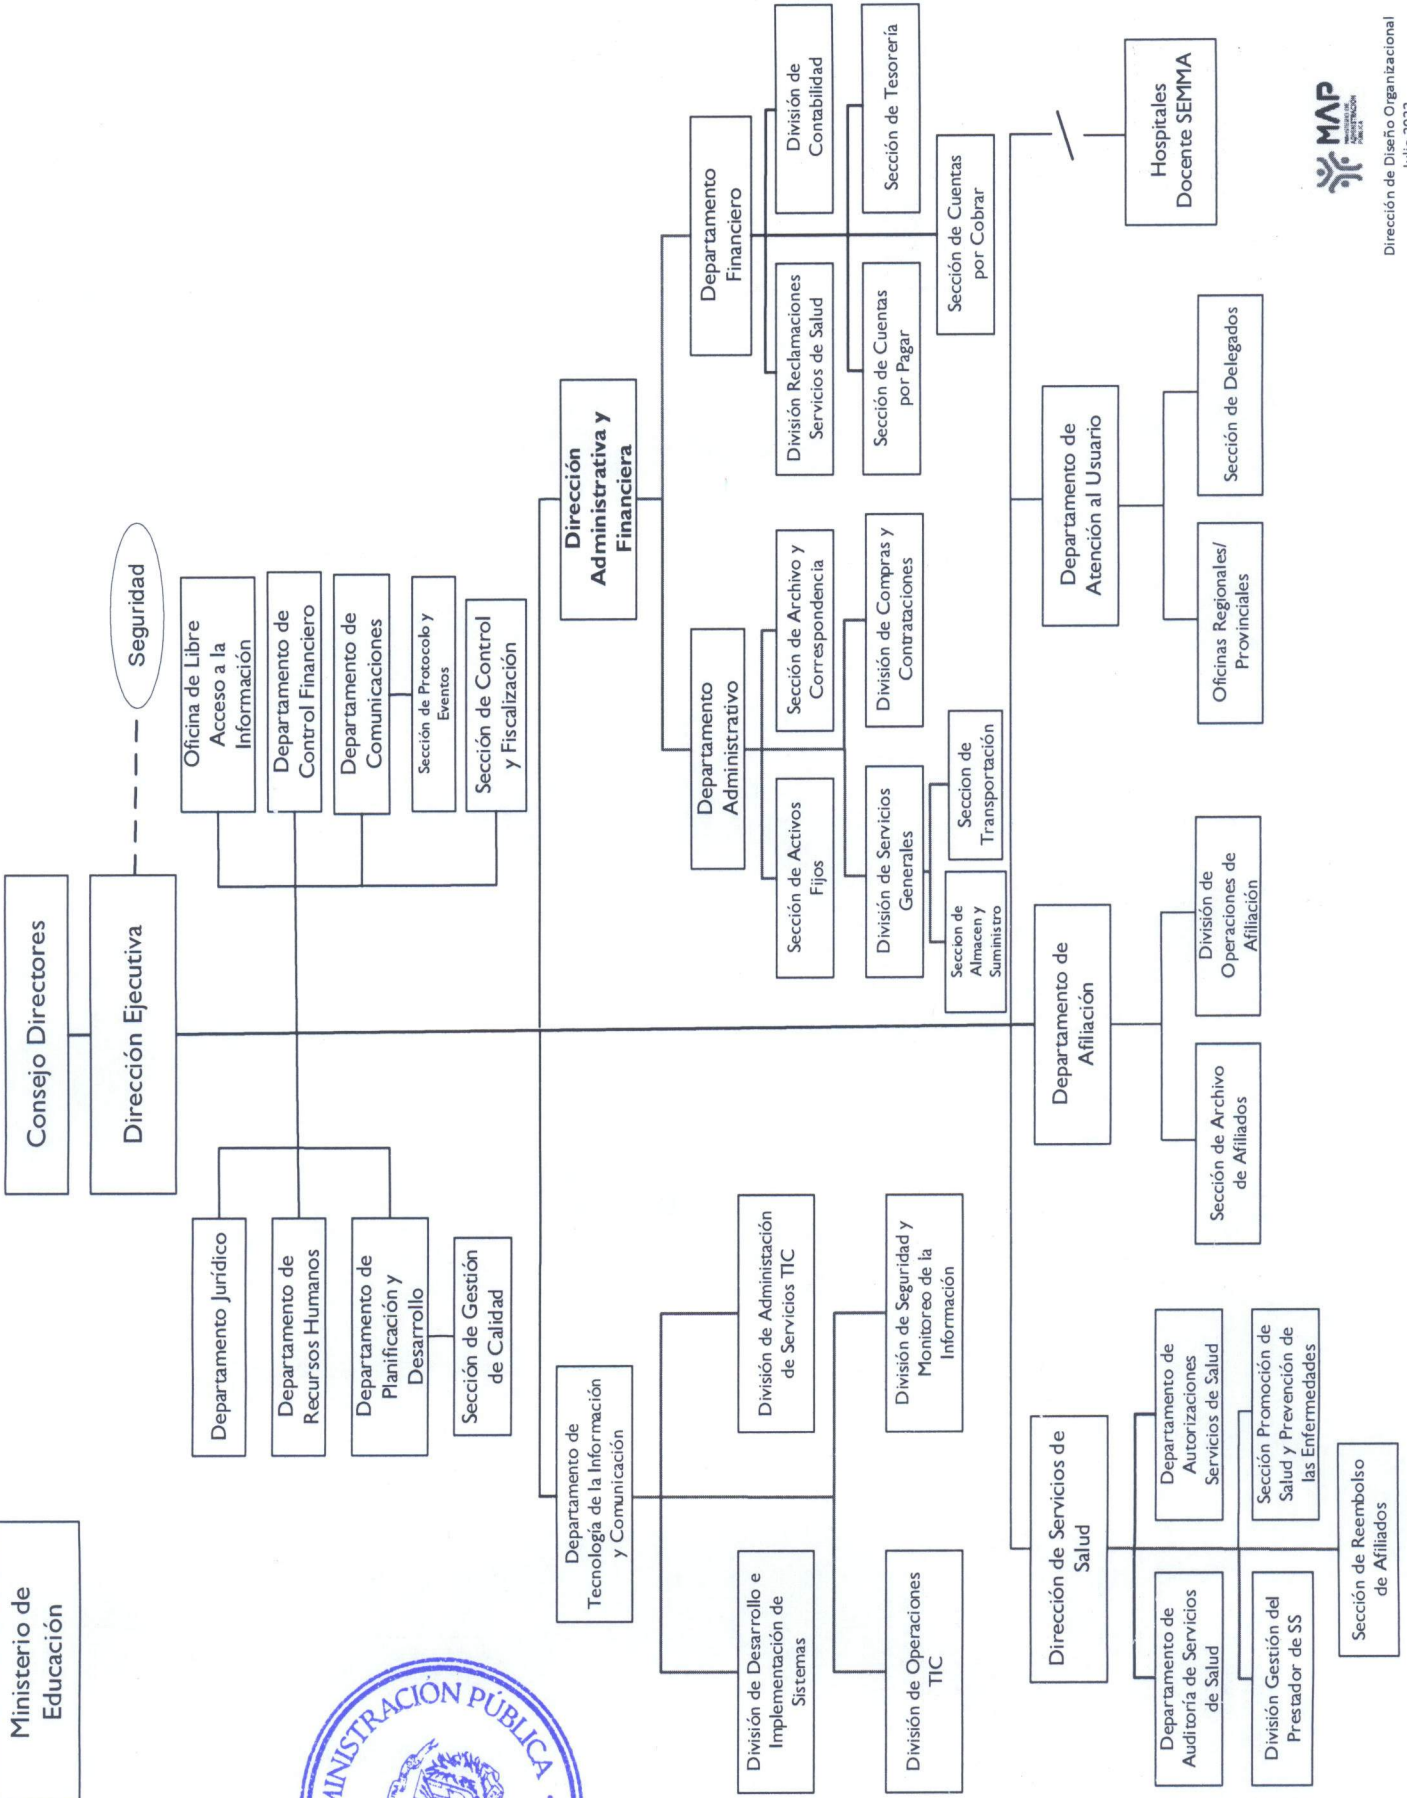 Ministerio de
Educación
Consejo Directores
Dirección Ejecutiva
Seguridad
Departamento Jurídico
Departamento de
Recursos Humanos
Departamento de
Planificación y
Desarrollo
Sección de Gestión
de Calidad
Oficina de Libre
Acceso a la
Información
Departamento de
Control Financiero
Departamento de
Comunicaciones
Sección de Protocolo y
Eventos
Sección de Control
y Fiscalización
Departamento de
Tecnología de la Información
y Comunicación
División de Desarrollo e
Implementación de
Sistemas
División de Administación
de Servicios TIC
División de Operaciones
TIC
División de Seguridad y
Monitoreo de la
Información
Dirección
Administrativa y
Financiera
Departamento
Administrativo
Sección de Activos
Fijos
Sección de Archivo y
Correspondencia
División de Servicios
Generales
División de Compras y
Contrataciones
Seccion de
Almacen y
Suministro
Seccion de
Transportación
Departamento
Financiero
División Reclamaciones
Servicios de Salud
División de
Contabilidad
Sección de Cuentas
por Pagar
Sección de Tesorería
Sección de Cuentas
por Cobrar
Dirección de Servicios de
Salud
Departamento de
Auditoría de Servicios
de Salud
Departamento de
Autorizaciones
Servicios de Salud
División Gestión del
Prestador de SS
Sección Promoción de
Salud y Prevención de
las Enfermedades
Sección de Reembolso
de Afiliados
Departamento de
Afiliación
Sección de Archivo
de Afiliados
División de
Operaciones de
Afiliación
Departamento de
Atención al Usuario
Oficinas Regionales/
Provinciales
Sección de Delegados
Hospitales
Docente SEMMA
MINISTRACIÓN PÚBLICA
MAP
MINISTERIO DE
ADMINISTRACIÓN
PÚBLICA
Dirección de Diseño Organizacional